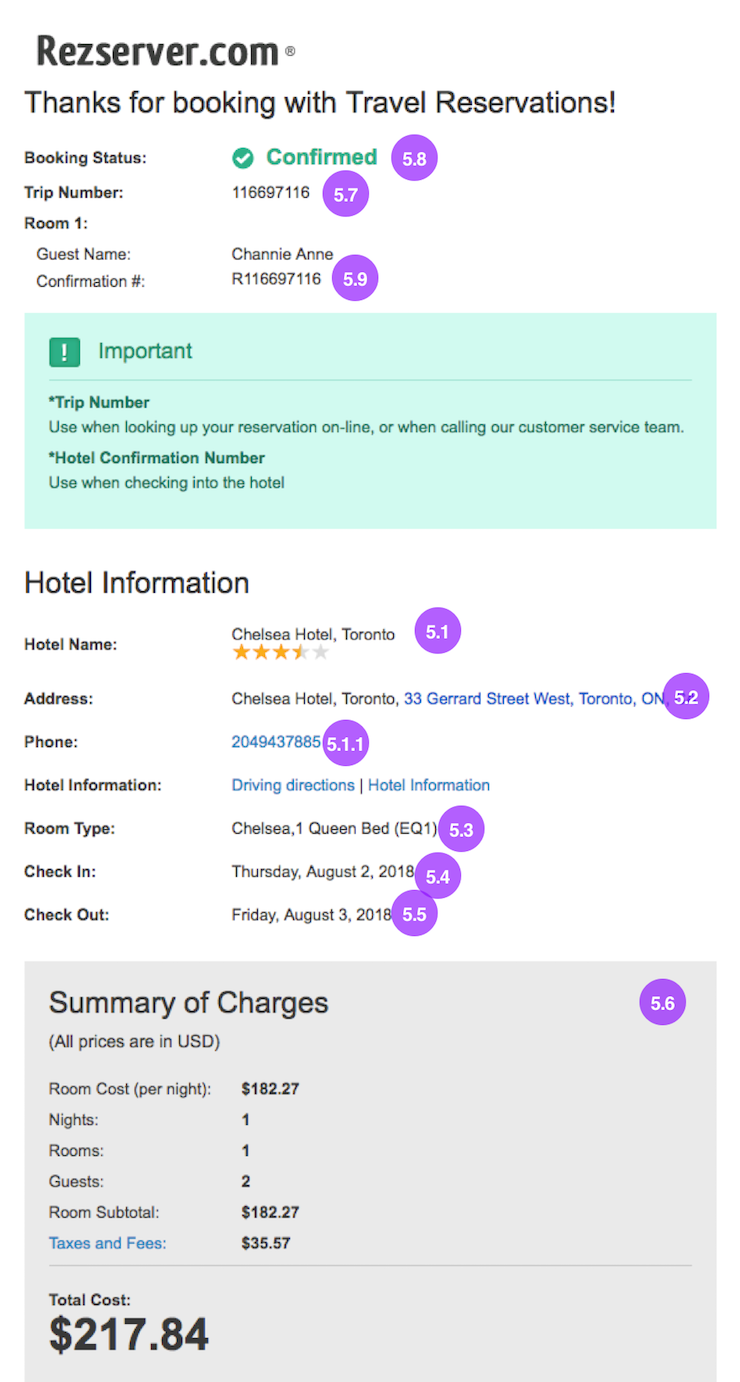 Rezserver.com ®
Thanks for booking with Travel Reservations!
Booking Status: Confirmed 5.8
Trip Number: 116697116 5.7
Room 1:
Guest Name: Channie Anne
Confirmation #: R116697116 5.9
! Important
*Trip Number
Use when looking up your reservation on-line, or when calling our customer service team.
*Hotel Confirmation Number
Use when checking into the hotel
Hotel Information
Hotel Name: Chelsea Hotel, Toronto 5.1
Address: Chelsea Hotel, Toronto, 33 Gerrard Street West, Toronto, ON, 5.2
Phone: 2049437885 5.1.1
Hotel Information: Driving directions | Hotel Information
Room Type: Chelsea,1 Queen Bed (EQ1) 5.3
Check In: Thursday, August 2, 2018 5.4
Check Out: Friday, August 3, 2018 5.5
Summary of Charges 5.6
(All prices are in USD)
Room Cost (per night): $182.27
Nights: 1
Rooms: 1
Guests: 2
Room Subtotal: $182.27
Taxes and Fees: $35.57
Total Cost:
$217.84